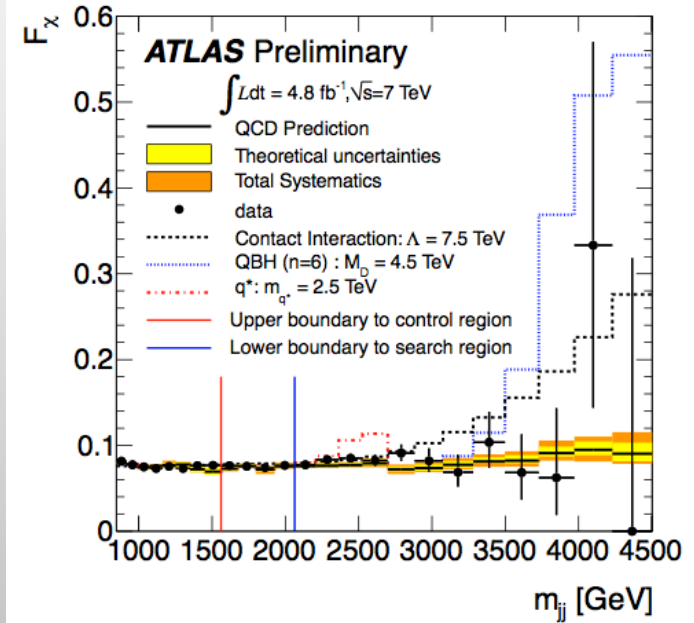 F_χ
0.6
ATLAS Preliminary
∫Ldt = 4.8 fb⁻¹,√s=7 TeV
0.5
QCD Prediction
Theoretical uncertainties
Total Systematics
0.4
data
Contact Interaction: Λ = 7.5 TeV
QBH (n=6) : M_D = 4.5 TeV
0.3
q*: m_q* = 2.5 TeV
Upper boundary to control region
Lower boundary to search region
0.2
0.1
0
1000 1500 2000 2500 3000 3500 4000 4500
m_jj [GeV]